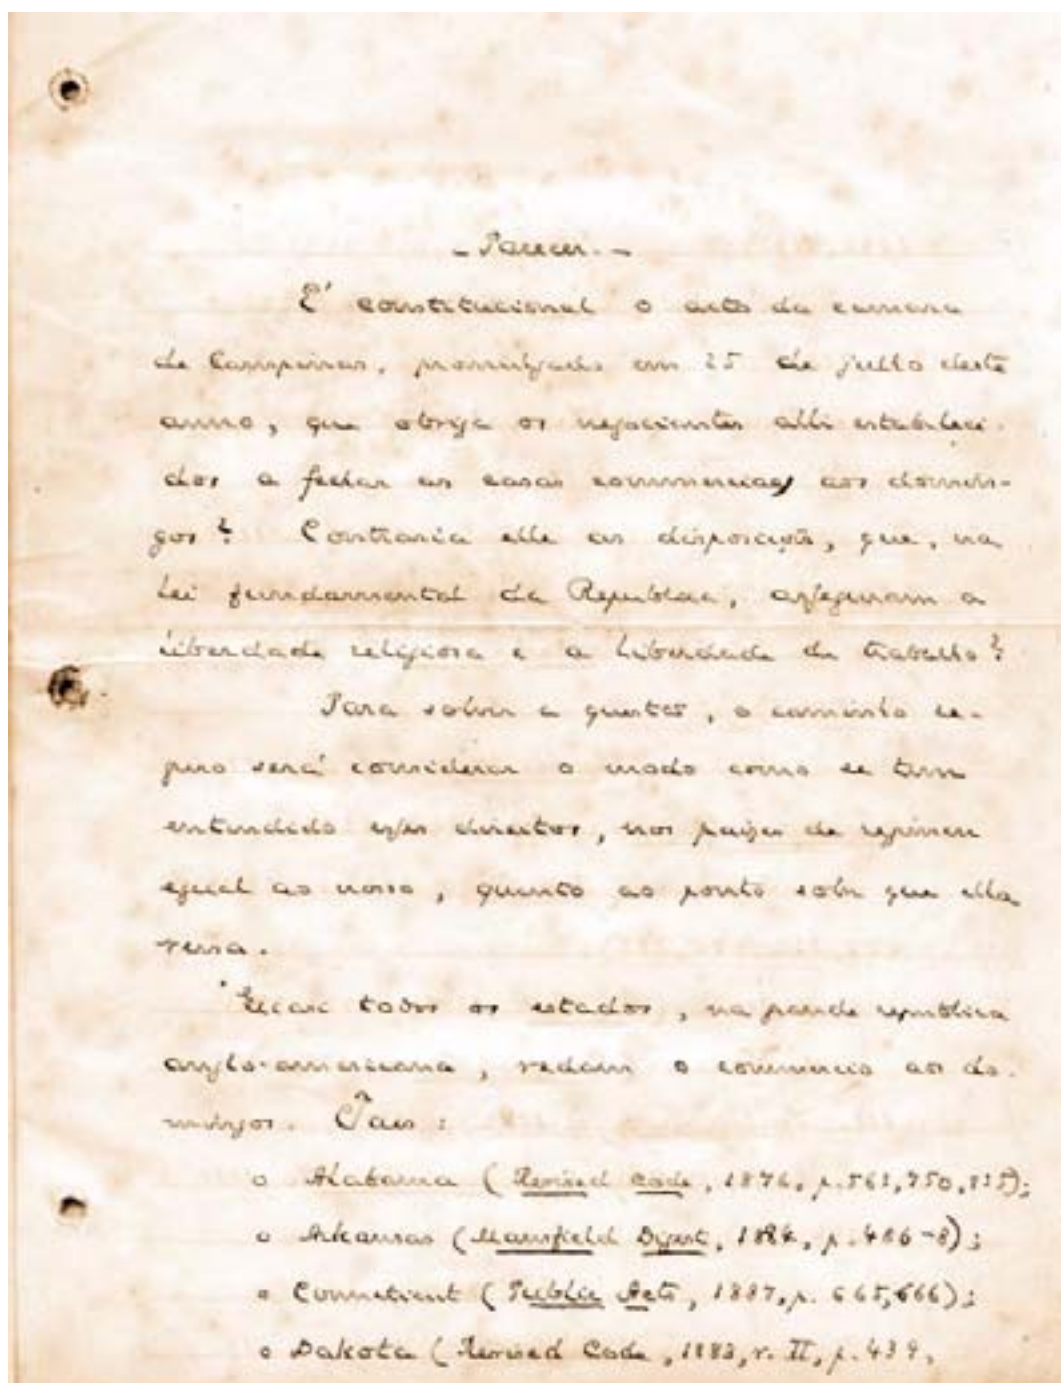 - Parecer. -
É constitucional o acto da camara
de Campinas, promulgado em 25 de julho deste
anno, que obriga os negociantes alli estabeleci-
dos a fechar as casas commerciaes aos domin-
gos? Contraria elle as disposições, que, na
lei fundamental da Republica, asseguram a
liberdade religiosa e a liberdade de trabalho?
Para solver a questão, o caminho se-
guro será considerar o modo como se tem
entendido esses direitos, nos paizes de regimen
egual ao nosso, quanto ao ponto sobre que ella
versa.
Quasi todos os estados, na grande republica
anglo-americana, vedam o commercio aos do-
mingos. Taes:
o Alabama (Revised Code, 1876, p. 561, 750, );
o Arkansas (Mansfield Digest, 1884, p. 486-8);
o Connetient (Public Acts, 1887, p. 665, 666);
o Dakota (Revised Code, 1883, v. II, p. 439,